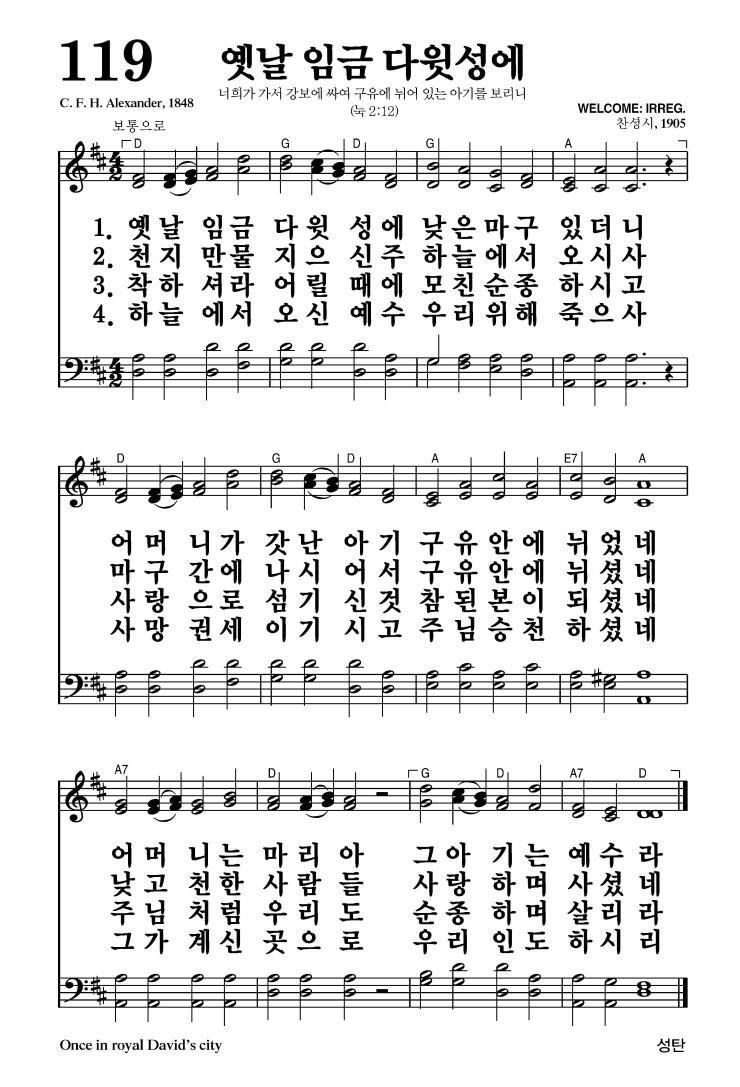 119
옛날 임금 다윗성에
너희가 가서 강보에 싸여 구유에 뉘어 있는 아기를 보리니
(눅 2:12)
C. F. H. Alexander, 1848
WELCOME: IRREG.
찬셩시, 1905
보통으로
D G D G A
1. 옛 날 임 금 다 윗 성 에 낮 은 마 구 있 더 니
2. 천 지 만 물 지 으 신 주 하 늘 에 서 오 시 사
3. 착 하 셔 라 어 릴 때 에 모 친 순 종 하 시 고
4. 하 늘 에 서 오 신 예 수 우 리 위 해 죽 으 사
D G D A E7 A
어 머 니 가 갓 난 아 기 구 유 안 에 뉘 었 네
마 구 간 에 나 시 어 서 구 유 안 에 뉘 셨 네
사 랑 으 로 섬 기 신 것 참 된 본 이 되 셨 네
사 망 권 세 이 기 시 고 주 님 승 천 하 셨 네
A7 D G D A7 D
어 머 니 는 마 리 아 그 아 기 는 예 수 라
낮 고 천 한 사 람 들 사 랑 하 며 사 셨 네
주 님 처 럼 우 리 도 순 종 하 며 살 리 라
그 가 계 신 곳 으 로 우 리 인 도 하 시 리
Once in royal David's city
성탄